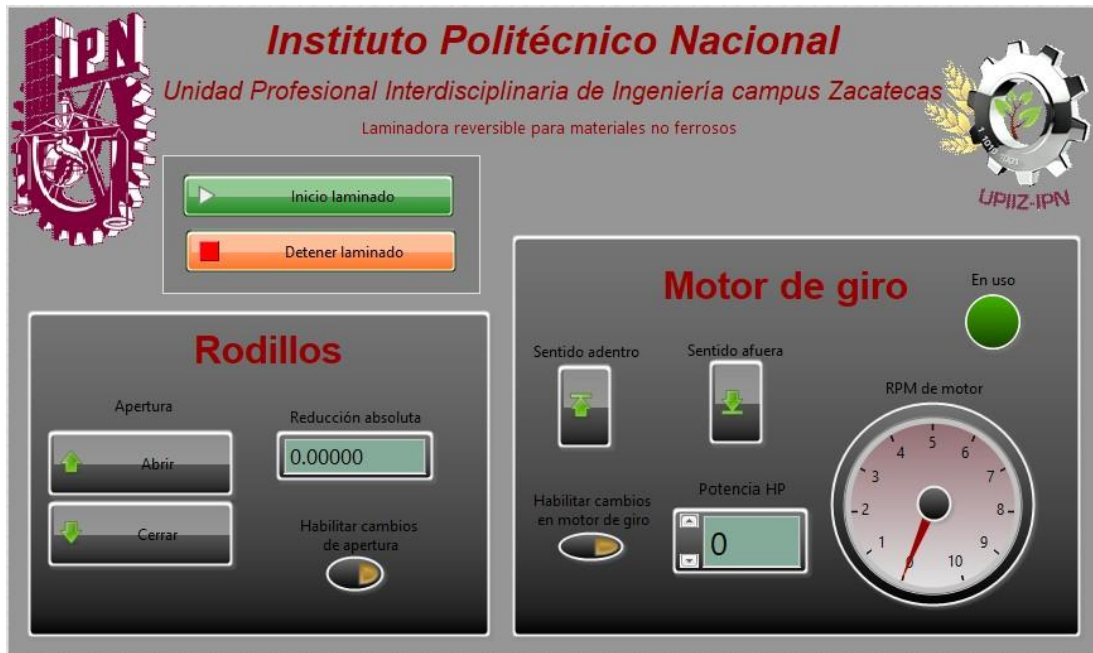 IPN
Instituto Politécnico Nacional
Unidad Profesional Interdisciplinaria de Ingeniería campus Zacatecas
Laminadora reversible para materiales no ferrosos
UPIIZ-IPN
Inicio laminado
Detener laminado
Rodillos
Apertura
Abrir
Cerrar
Reducción absoluta
0.00000
Habilitar cambios
de apertura
Motor de giro
En uso
Sentido adentro
Sentido afuera
Habilitar cambios
en motor de giro
Potencia HP
0
RPM de motor
0
1
2
3
4
5
6
7
8
9
10